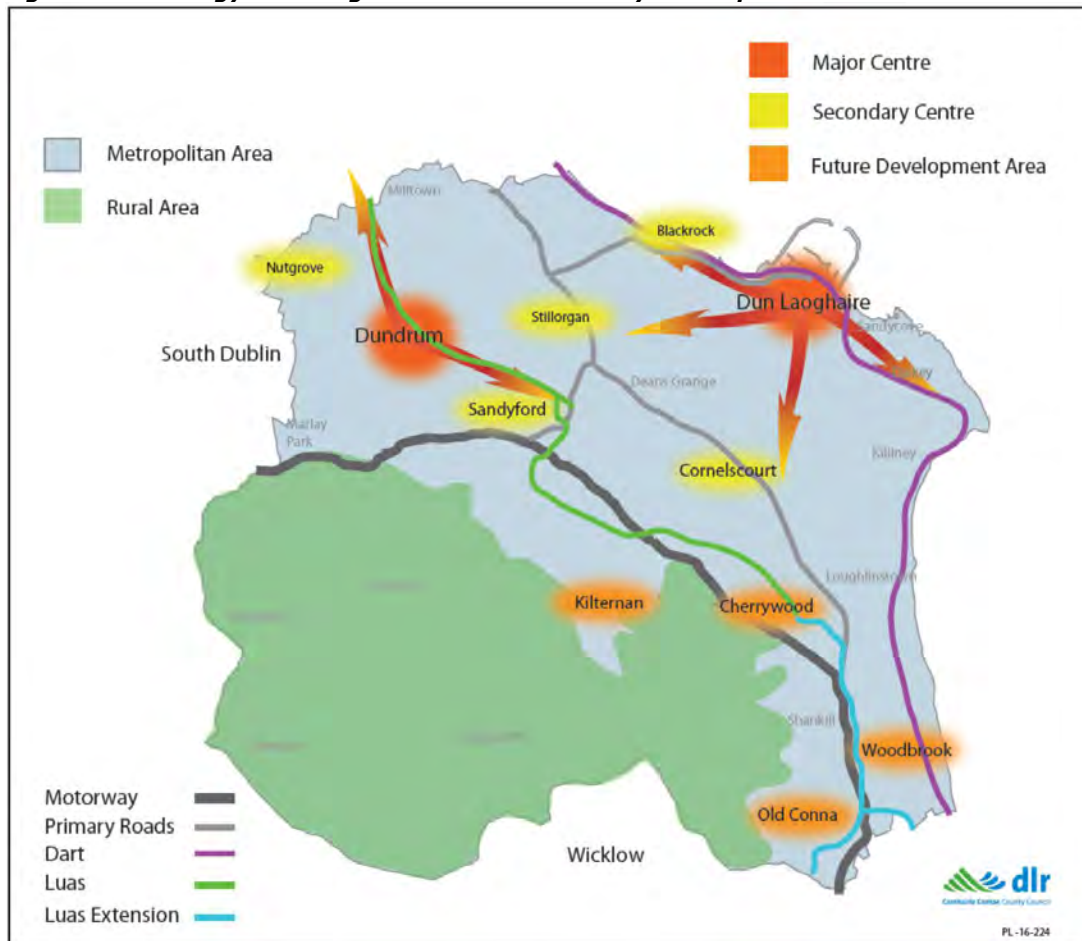 Major Centre
Secondary Centre
Future Development Area
Metropolitan Area
Rural Area
Milltown
Blackrock
Nutgrove
Dun Laoghaire
Stillorgan
Dundrum
Sandycove
South Dublin
Deans Grange
Sandyford
Marlay
Park
Cornelscourt
Killiney
Loughlinstown
Kilternan
Cherrywood
Shankill
Woodbrook
Old Conna
Wicklow
Motorway
Primary Roads
Dart
Luas
Luas Extension
dlr
County Council
PL-16-224